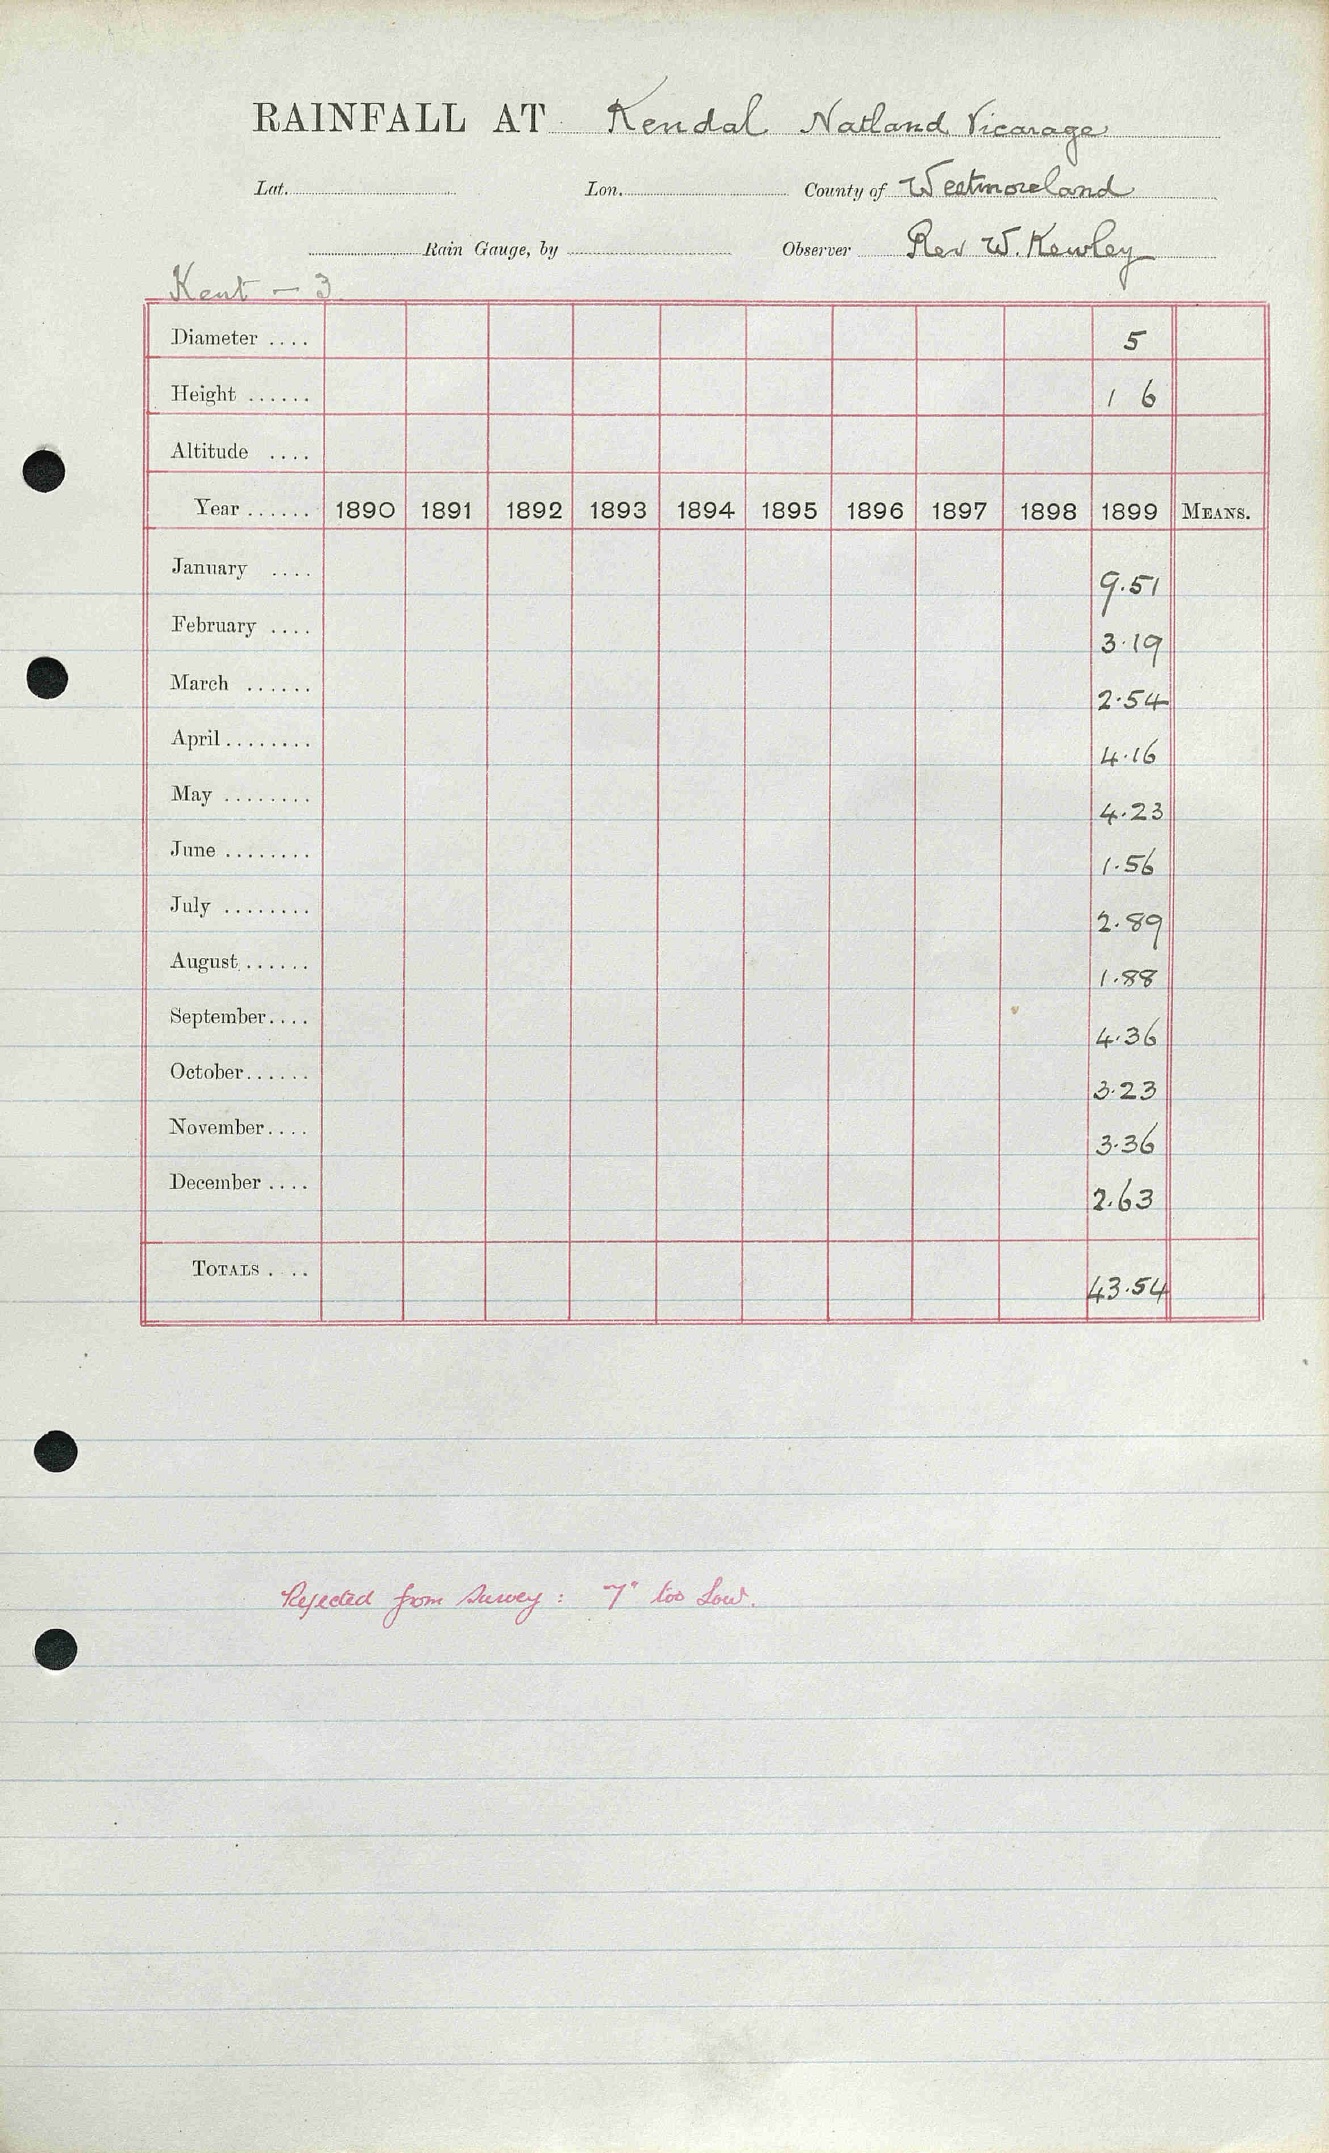 RAINFALL AT Kendal Natland Vicarage
Lat. Lon. County of Westmoreland
Rain Gauge, by Observer Rev W. Kewley
Kent - 3
Diameter .... 5
Height ...... 1 6
Altitude ....
Year ...... 1890 1891 1892 1893 1894 1895 1896 1897 1898 1899 MEANS.
January .... 9.51
February .... 3.19
March ...... 2.54
April........ 4.16
May ........ 4.23
June ........ 1.56
July ........ 2.89
August...... 1.88
September.... 4.36
October...... 3.23
November.... 3.36
December .... 2.63
TOTALS . .. 43.54
Rejected from Survey: 7" too Low.